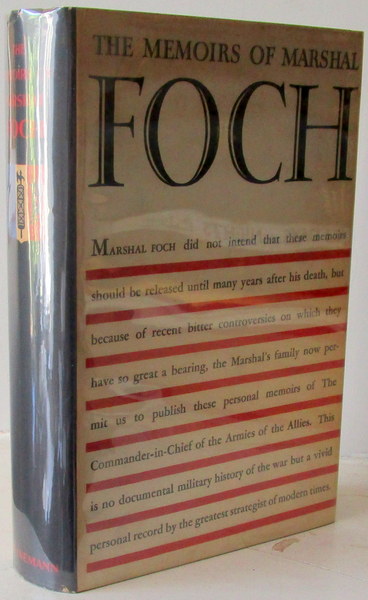 THE MEMOIRS OF MARSHAL
FOCH
MARSHAL FOCH did not intend that these memoirs
should be released until many years after his death, but
because of recent bitter controversies on which they
have so great a bearing, the Marshal's family now per-
mit us to publish these personal memoirs of The
Commander-in-Chief of the Armies of the Allies. This
is no documental military history of the war but a vivid
personal record by the greatest strategist of modern times.
THE
MARSHAL
FOCH